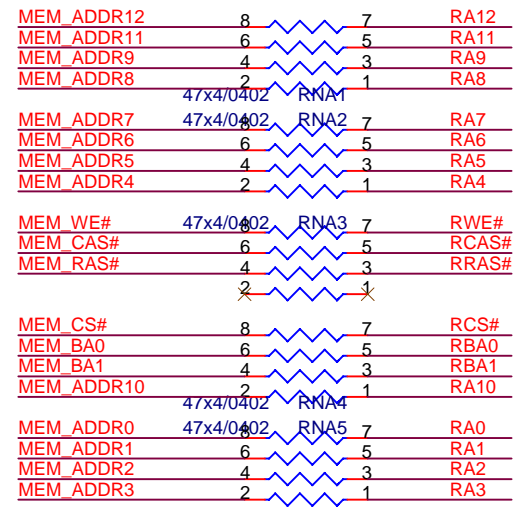 MEM_ADDR12 8 7 RA12
MEM_ADDR11 6 5 RA11
MEM_ADDR9 4 3 RA9
MEM_ADDR8 2 1 RA8
47x4/0402 RNA1
MEM_ADDR7 47x4/0402 8 RNA2 7 RA7
MEM_ADDR6 6 5 RA6
MEM_ADDR5 4 3 RA5
MEM_ADDR4 2 1 RA4
MEM_WE# 47x4/0402 8 RNA3 7 RWE#
MEM_CAS# 6 5 RCAS#
MEM_RAS# 4 3 RRAS#
2 1
MEM_CS# 8 7 RCS#
MEM_BA0 6 5 RBA0
MEM_BA1 4 3 RBA1
MEM_ADDR10 2 1 RA10
47x4/0402 RNA4
MEM_ADDR0 47x4/0402 8 RNA5 7 RA0
MEM_ADDR1 6 5 RA1
MEM_ADDR2 4 3 RA2
MEM_ADDR3 2 1 RA3